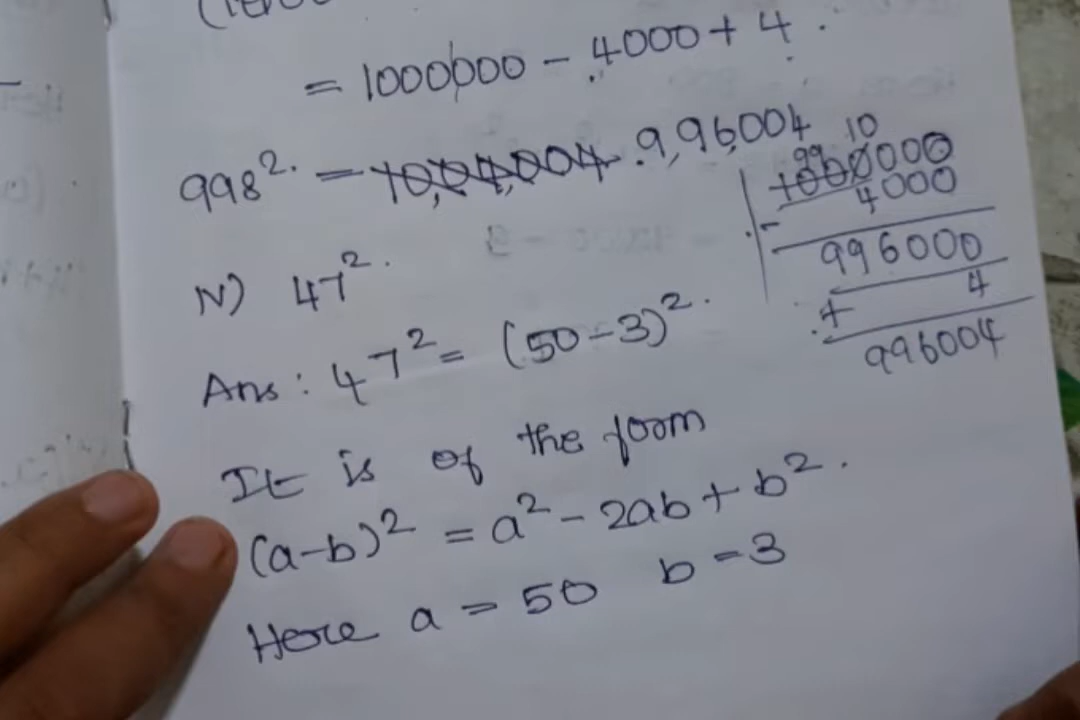 = 1000000 - 4000 + 4.
998². = 9,96,004
10
99
1000000
- 4000
996000
+ 4
996004
IV) 47².
Ans: 47² = (50-3)².
It is of the form
(a-b)² = a² - 2ab + b².
Here a = 50 b = 3